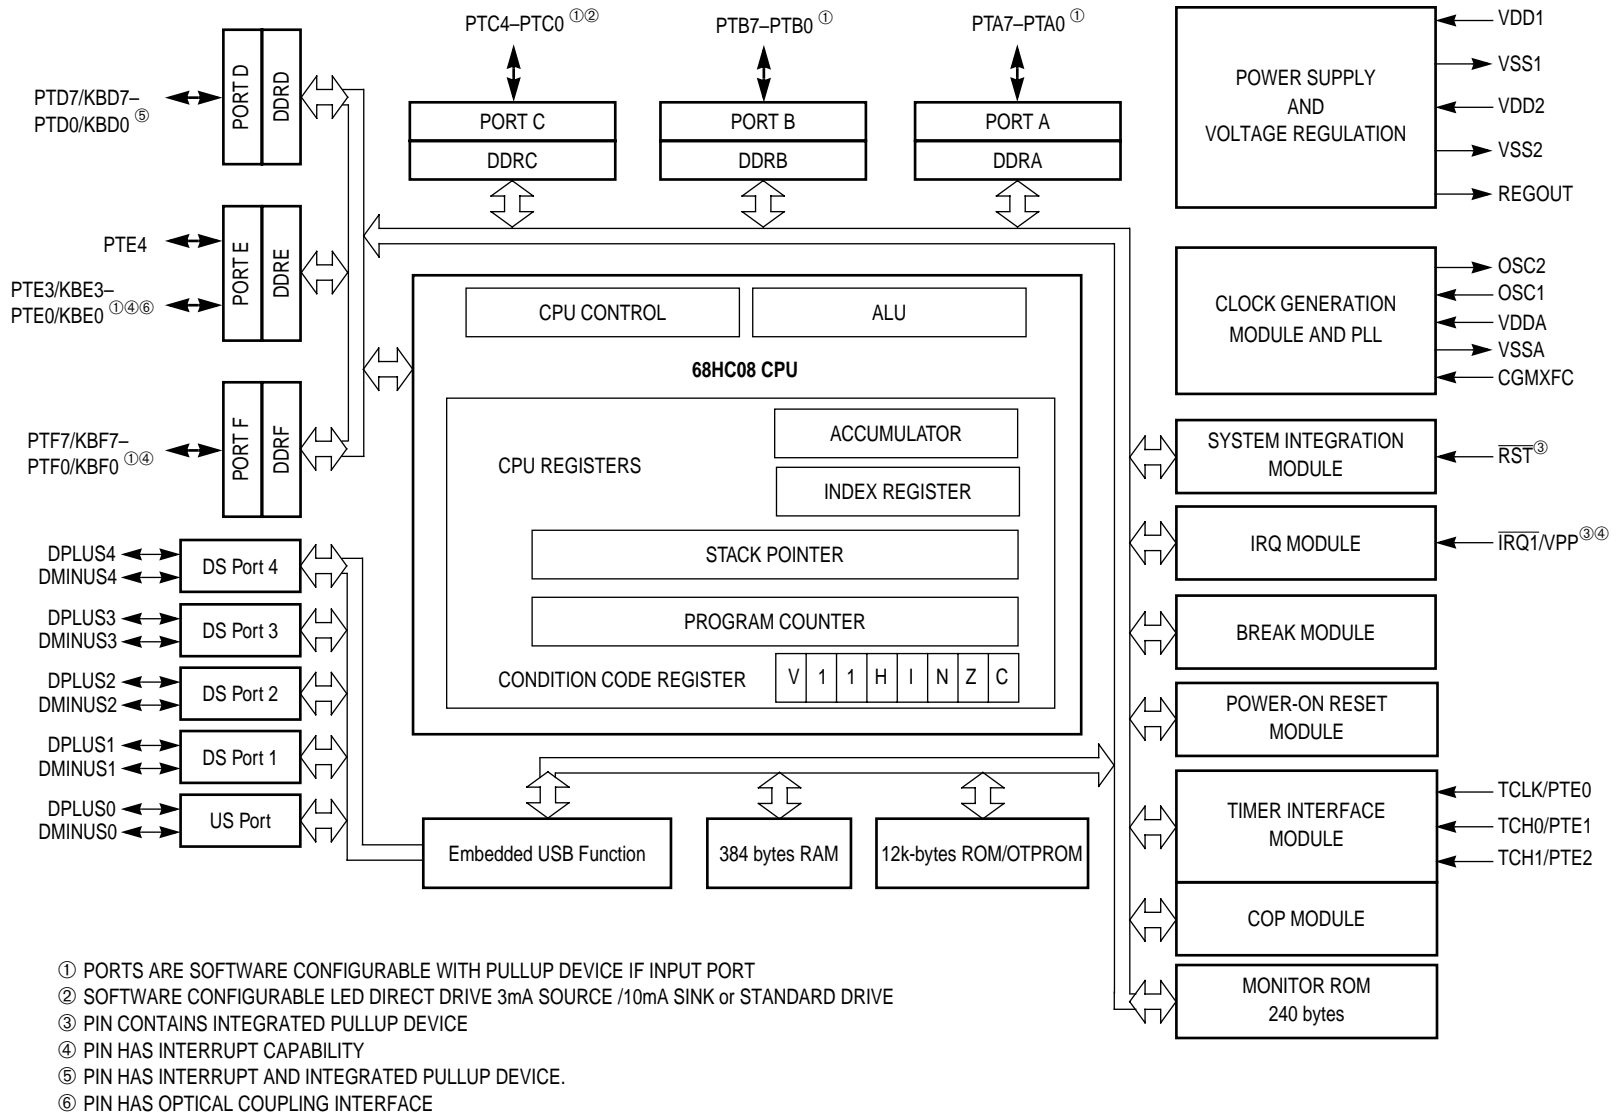 PTC4–PTC0 ①②
PTB7–PTB0 ①
PTA7–PTA0 ①
PTD7/KBD7–
PTD0/KBD0 ⑤
PORT D
DDRD
PORT C
DDRC
PORT B
DDRB
PORT A
DDRA
POWER SUPPLY
AND
VOLTAGE REGULATION
VDD1
VSS1
VDD2
VSS2
REGOUT
PTE4
PTE3/KBE3–
PTE0/KBE0 ①④⑥
PORT E
DDRE
CLOCK GENERATION
MODULE AND PLL
OSC2
OSC1
VDDA
VSSA
CGMXFC
CPU CONTROL
ALU
68HC08 CPU
PTF7/KBF7–
PTF0/KBF0 ①④
PORT F
DDRF
CPU REGISTERS
ACCUMULATOR
INDEX REGISTER
STACK POINTER
PROGRAM COUNTER
CONDITION CODE REGISTER
V 1 1 H I N Z C
SYSTEM INTEGRATION
MODULE
RST③
IRQ MODULE
IRQ1/VPP③④
BREAK MODULE
POWER-ON RESET
MODULE
TIMER INTERFACE
MODULE
TCLK/PTE0
TCH0/PTE1
TCH1/PTE2
COP MODULE
MONITOR ROM
240 bytes
DPLUS4
DMINUS4
DS Port 4
DPLUS3
DMINUS3
DS Port 3
DPLUS2
DMINUS2
DS Port 2
DPLUS1
DMINUS1
DS Port 1
DPLUS0
DMINUS0
US Port
Embedded USB Function
384 bytes RAM
12k-bytes ROM/OTPROM
① PORTS ARE SOFTWARE CONFIGURABLE WITH PULLUP DEVICE IF INPUT PORT
② SOFTWARE CONFIGURABLE LED DIRECT DRIVE 3mA SOURCE /10mA SINK or STANDARD DRIVE
③ PIN CONTAINS INTEGRATED PULLUP DEVICE
④ PIN HAS INTERRUPT CAPABILITY
⑤ PIN HAS INTERRUPT AND INTEGRATED PULLUP DEVICE.
⑥ PIN HAS OPTICAL COUPLING INTERFACE